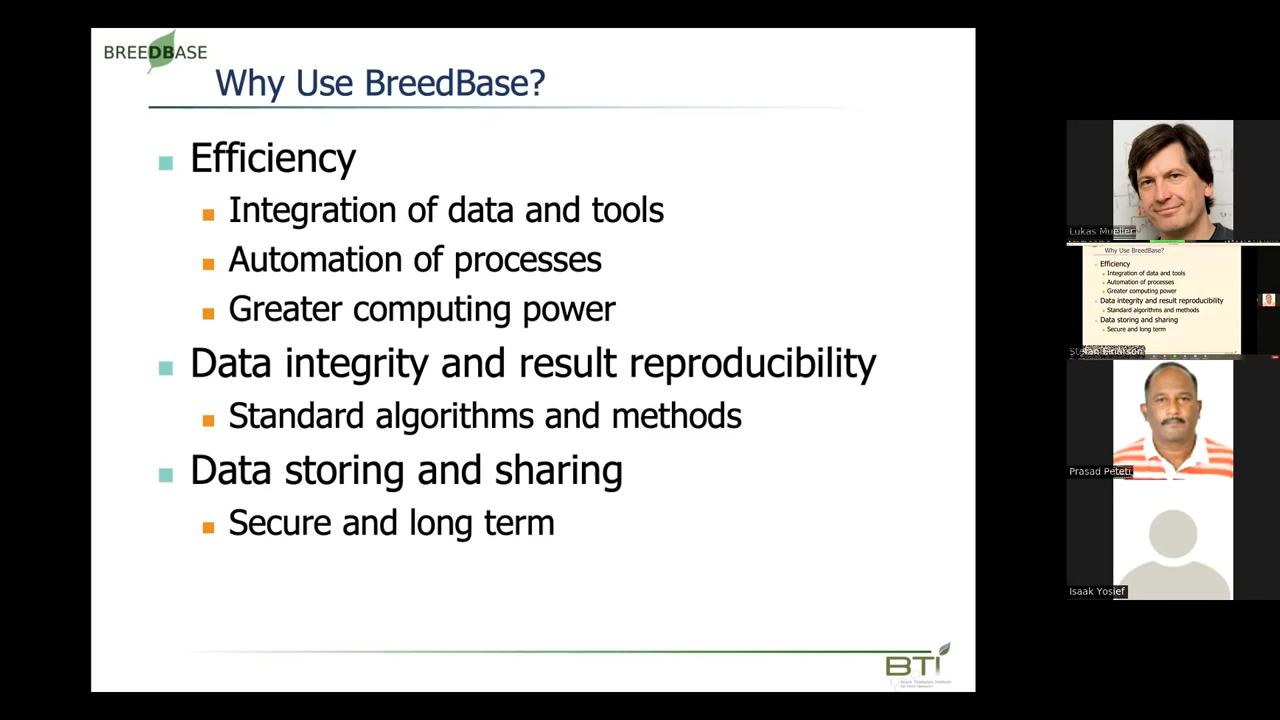 BREEDBASE
Why Use BreedBase?
Efficiency
Integration of data and tools
Automation of processes
Greater computing power
Data integrity and result reproducibility
Standard algorithms and methods
Data storing and sharing
Secure and long term
BTI
Lukas Mueller
Why Use BreedBase?
Efficiency
Integration of data and tools
Automation of processes
Greater computing power
Data integrity and result reproducibility
Standard algorithms and methods
Data storing and sharing
Secure and long term
Prasad Peteti
Isaak Yosief